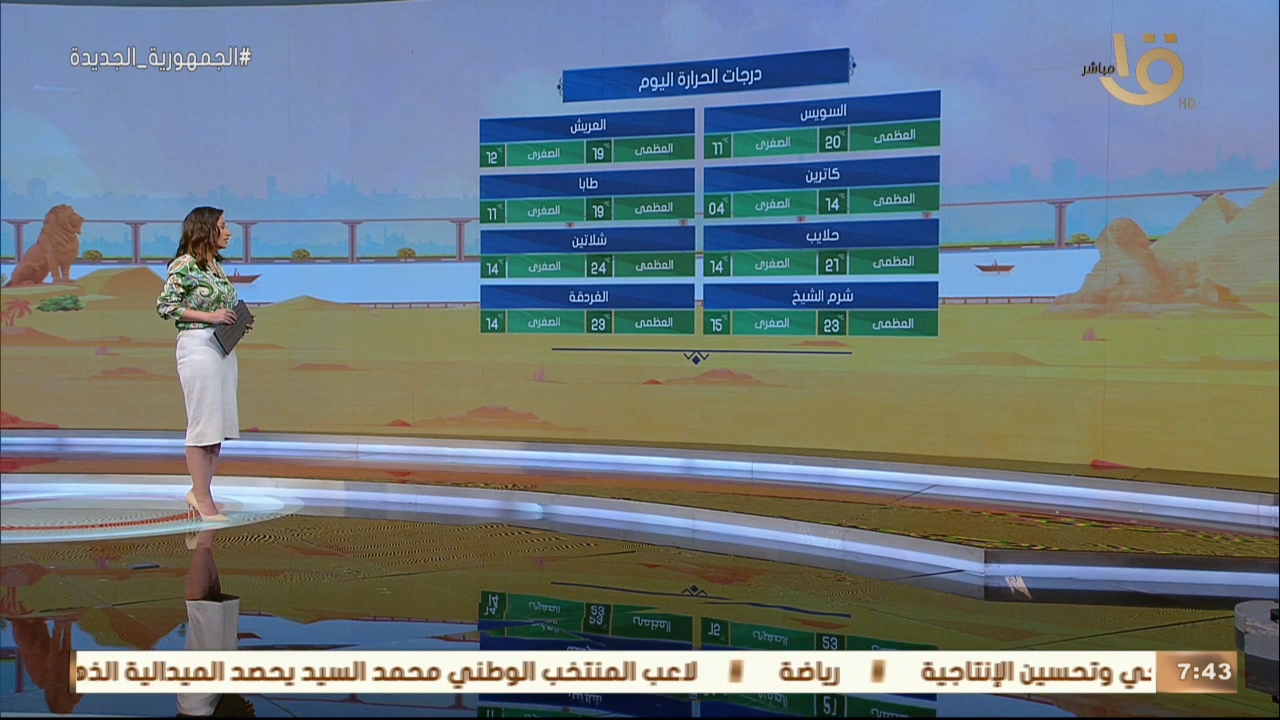 #الجمهورية_الجديدة
مباشر
HD
درجات الحرارة اليوم
السويس
العظمى 20 الصغرى 11
العريش
العظمى 19 الصغرى 12
كاترين
العظمى 14 الصغرى 04
طابا
العظمى 19 الصغرى 11
حلايب
العظمى 21 الصغرى 14
شلاتين
العظمى 24 الصغرى 14
شرم الشيخ
العظمى 23 الصغرى 15
الغردقة
العظمى 23 الصغرى 14
7:43
وتحسين الإنتاجية رياضة لاعب المنتخب الوطني محمد السيد يحصد الميدالية